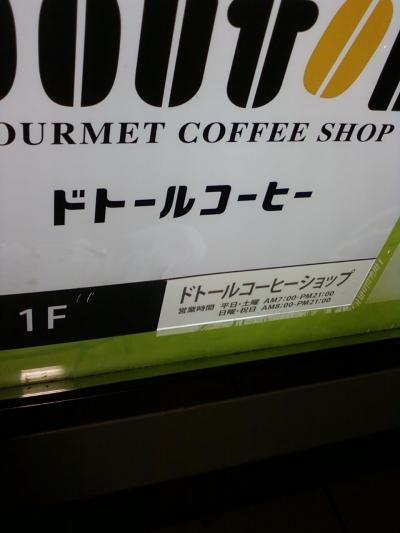 DOUTOR
GOURMET COFFEE SHOP
ドトールコーヒー
1F
ドトールコーヒーショップ
営業時間 平日・土曜 AM7:00-PM21:00
日曜・祝日 AM8:00-PM21:00